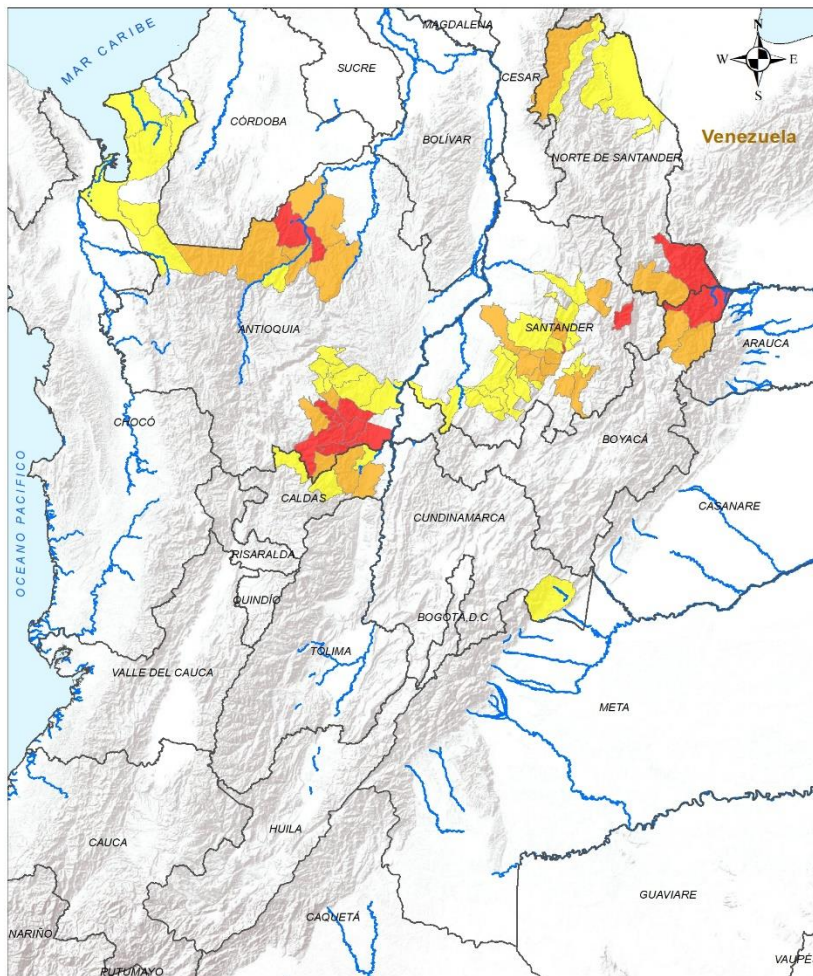 MAGDALENA
N
MAR CARIBE
SUCRE
CESAR
W
E
S
CÓRDOBA
BOLÍVAR
Venezuela
NORTE DE SANTANDER
ANTIOQUIA
SANTANDER
ARAUCA
CHOCÓ
BOYACÁ
OCEANO PACIFICO
CALDAS
CUNDINAMARCA
CASANARE
RISARALDA
QUINDÍO
BOGOTÁ, D.C
TOLIMA
VALLE DEL CAUCA
META
HUILA
CAUCA
GUAVIARE
CAQUETÁ
NARIÑO
PUTUMAYO
VAUPÉ